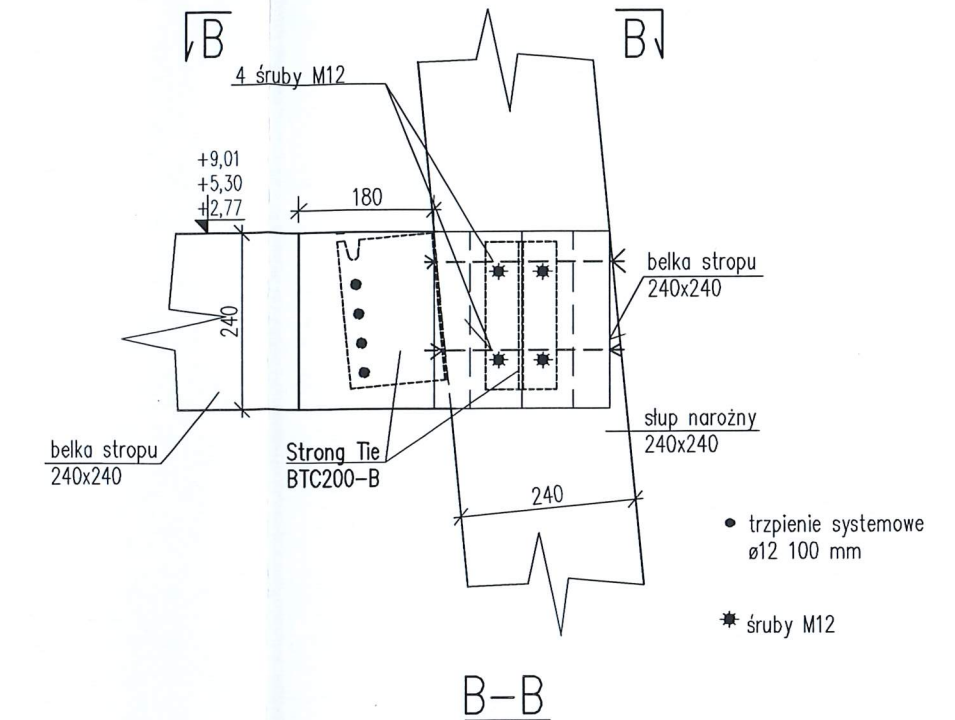 B
B
4 śruby M12
+9,01
+5,30
+2,77
180
belka stropu
240x240
240
słup narożny
240x240
belka stropu
240x240
Strong Tie
BTC200-B
240
trzpienie systemowe
ø12 100 mm
śruby M12
B-B